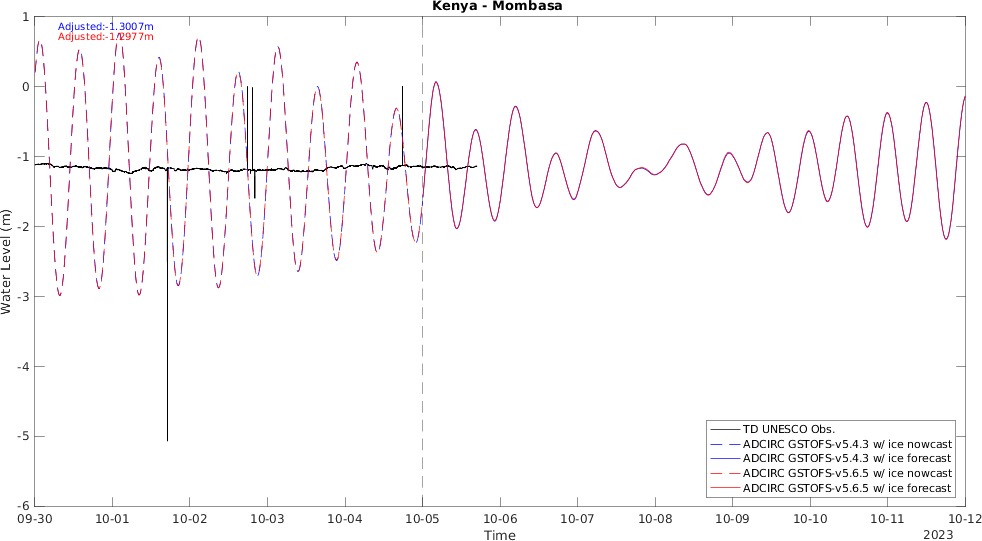 Kenya - Mombasa
Adjusted:-1.3007m
Adjusted:-1.2977m
Water Level (m)
1
0
-1
-2
-3
-4
-5
-6
TD UNESCO Obs.
ADCIRC GSTOFS-v5.4.3 w/ ice nowcast
ADCIRC GSTOFS-v5.4.3 w/ ice forecast
ADCIRC GSTOFS-v5.6.5 w/ ice nowcast
ADCIRC GSTOFS-v5.6.5 w/ ice forecast
09-30 10-01 10-02 10-03 10-04 10-05 10-06 10-07 10-08 10-09 10-10 10-11 10-12
Time
2023